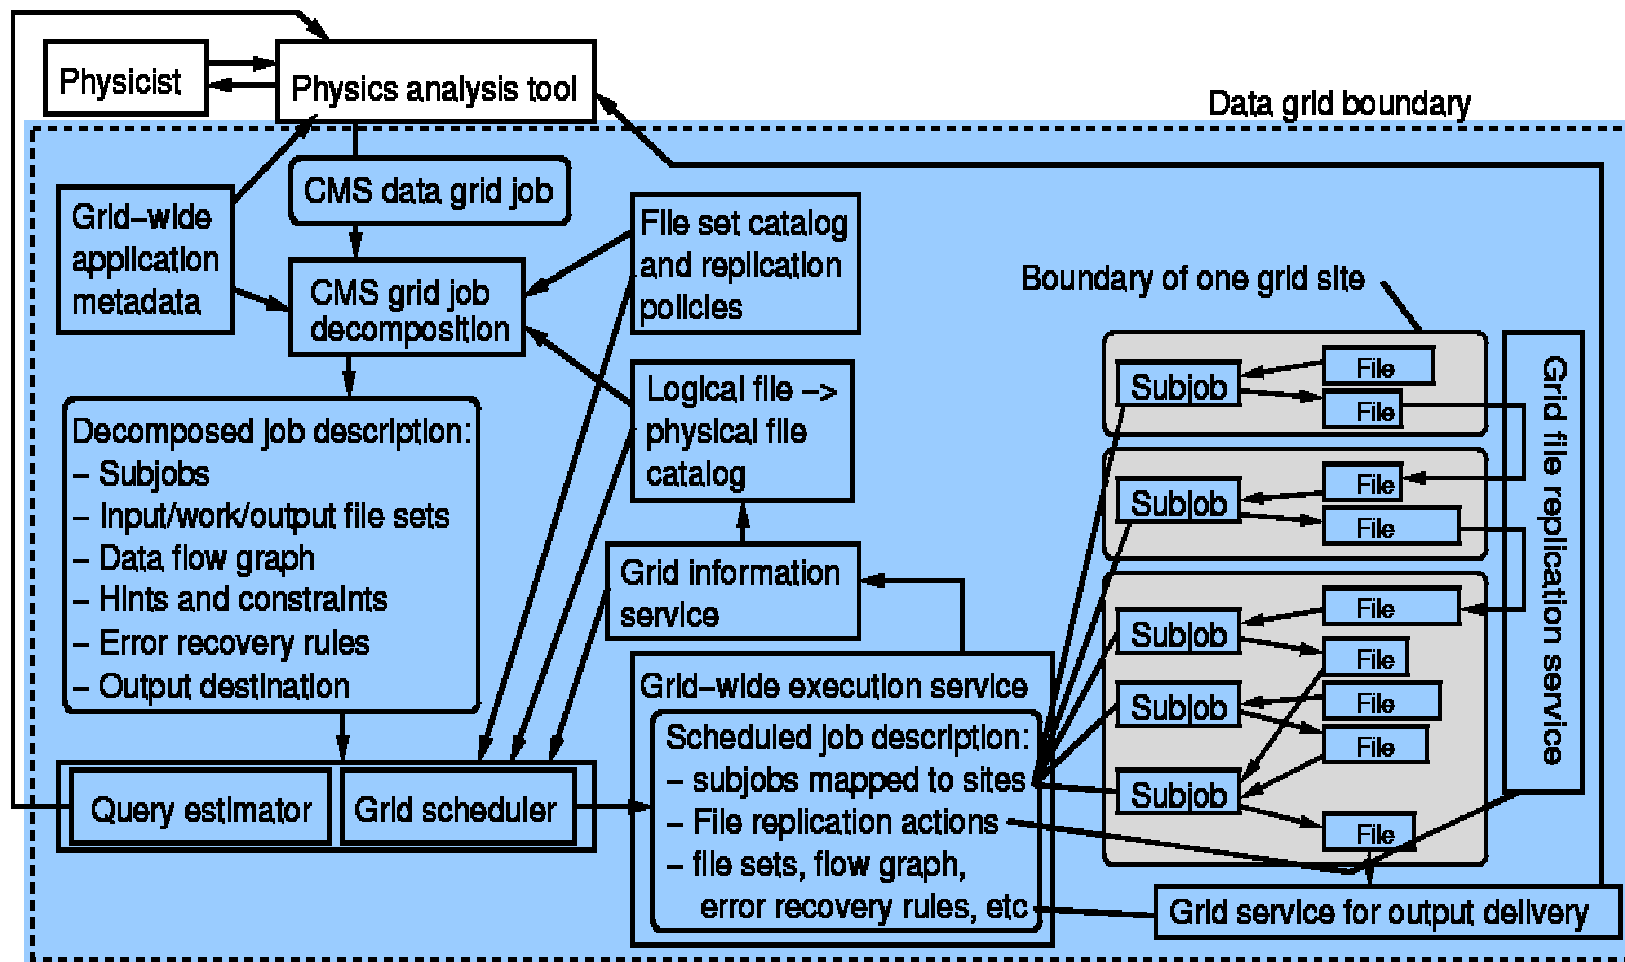 Physicist
Physics analysis tool
Data grid boundary
CMS data grid job
Grid-wide
application
metadata
File set catalog
and replication
policies
CMS grid job
decomposition
Boundary of one grid site
Logical file ->
physical file
catalog
Decomposed job description:
- Subjobs
- Input/work/output file sets
- Data flow graph
- Hints and constraints
- Error recovery rules
- Output destination
Grid information
service
Grid-wide execution service
Scheduled job description:
- subjobs mapped to sites
- File replication actions
- file sets, flow graph,
error recovery rules, etc
Query estimator
Grid scheduler
Subjob
File
File
Subjob
File
File
Subjob
File
File
Subjob
File
File
Subjob
File
Grid file replication service
Grid service for output delivery